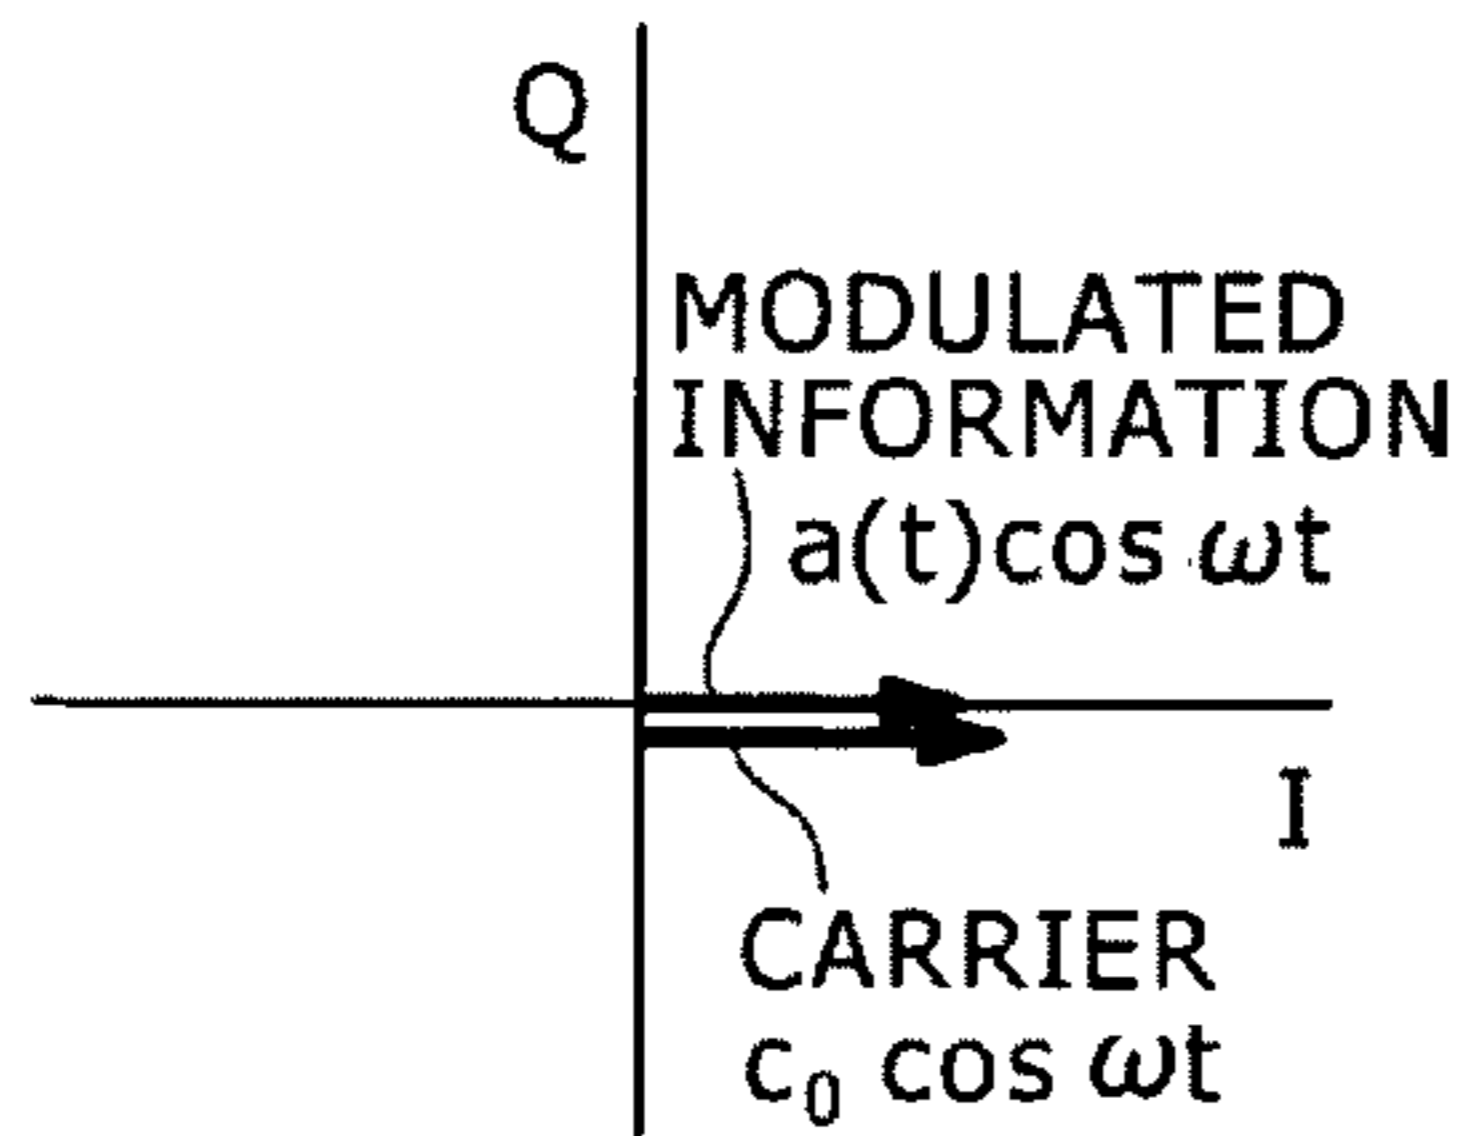 Q
MODULATED
INFORMATION
a(t)cos ωt
I
CARRIER
c₀ cos ωt